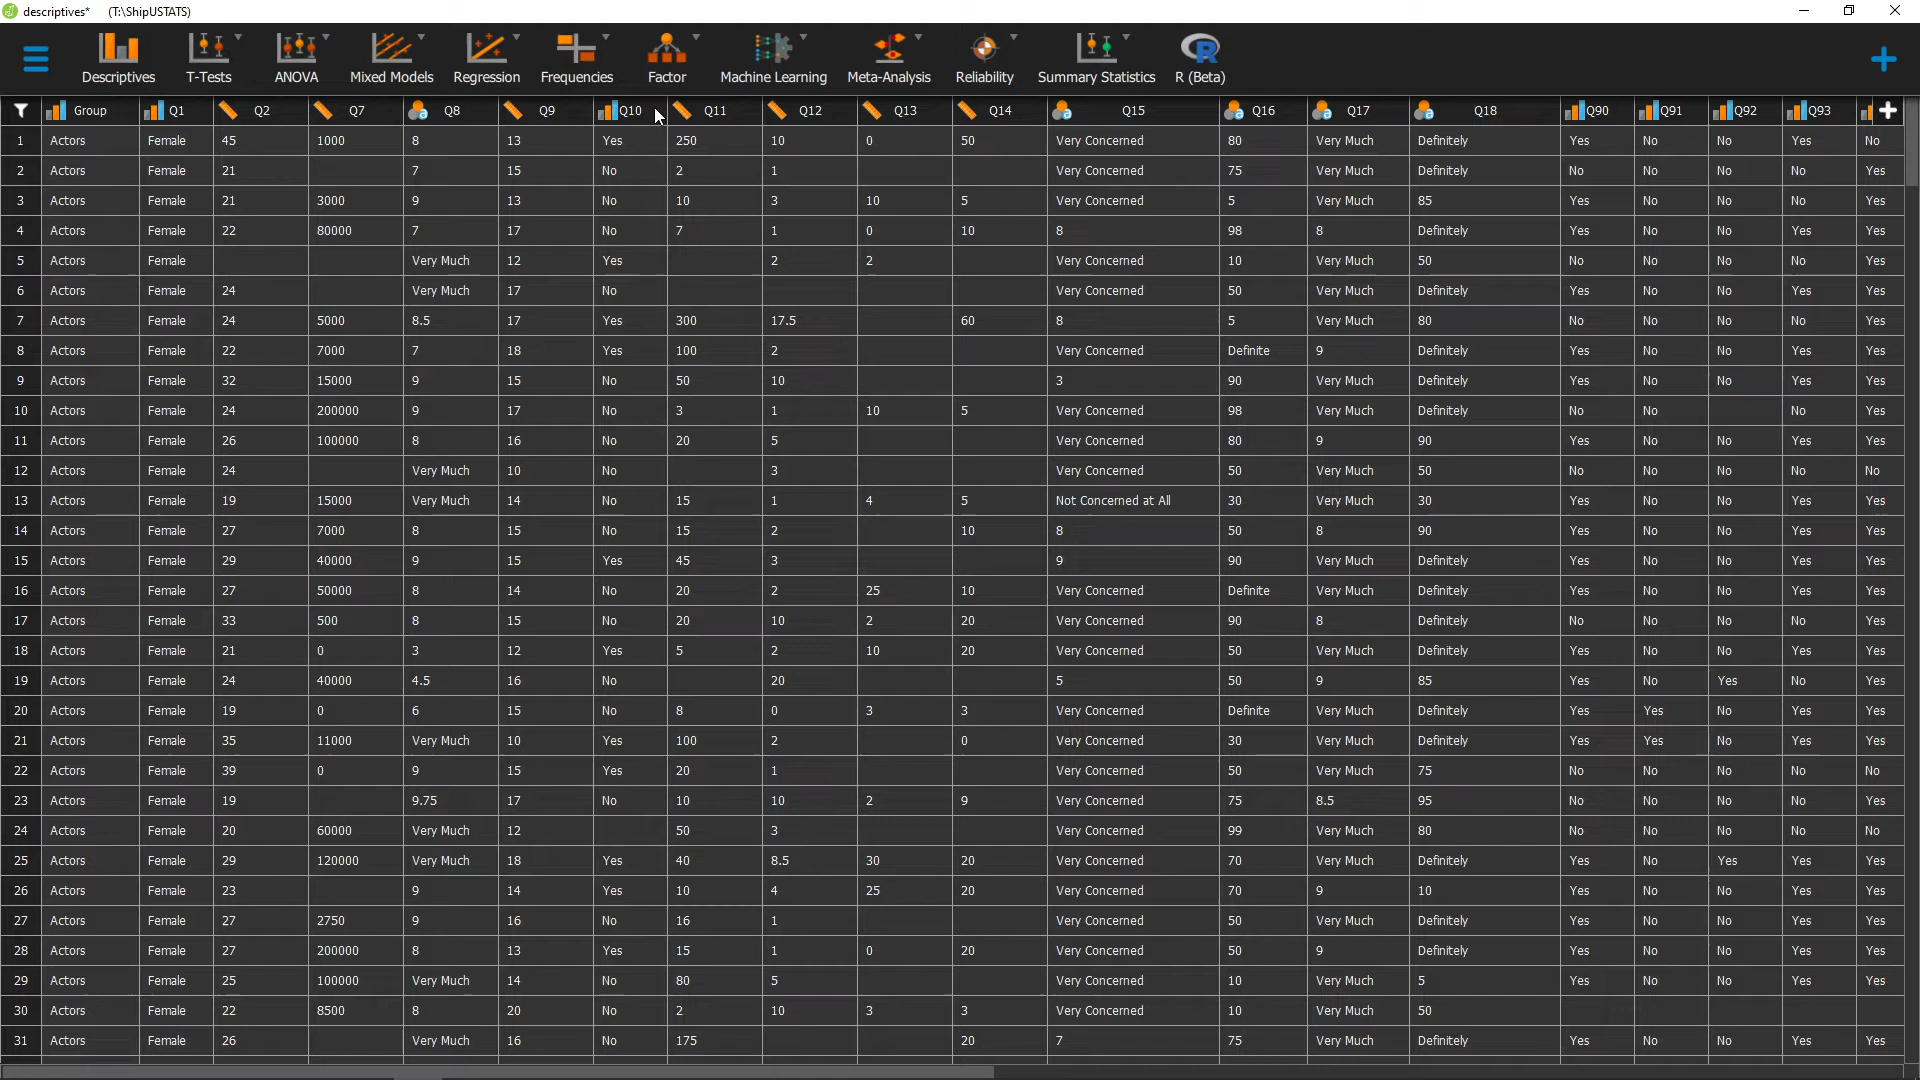 descriptives* (T:\ShipUSTATS)
Descriptives T-Tests ANOVA Mixed Models Regression Frequencies Factor Machine Learning Meta-Analysis Reliability Summary Statistics R (Beta)
Group Q1 Q2 Q7 Q8 Q9 Q10 Q11 Q12 Q13 Q14 Q15 Q16 Q17 Q18 Q90 Q91 Q92 Q93
1 Actors Female 45 1000 8 13 Yes 250 10 0 50 Very Concerned 80 Very Much Definitely Yes No No Yes No
2 Actors Female 21 7 15 No 2 1 Very Concerned 75 Very Much Definitely No No No No Yes
3 Actors Female 21 3000 9 13 No 10 3 10 5 Very Concerned 5 Very Much 85 Yes No No Yes Yes
4 Actors Female 22 80000 7 17 No 7 1 0 10 8 98 8 Definitely Yes No No Yes Yes
5 Actors Female Very Much 12 Yes 2 2 Very Concerned 10 Very Much 50 No No No No Yes
6 Actors Female 24 Very Much 17 No Very Concerned 50 Very Much Definitely Yes No No Yes Yes
7 Actors Female 24 5000 8.5 17 Yes 300 17.5 60 8 5 Very Much 80 No No No No Yes
8 Actors Female 22 7000 7 18 Yes 100 2 Very Concerned Definite 9 Definitely Yes No No Yes Yes
9 Actors Female 32 15000 9 15 No 50 10 3 90 Very Much Definitely Yes No No Yes Yes
10 Actors Female 24 200000 9 17 No 3 1 10 5 Very Concerned 98 Very Much Definitely No No No Yes
11 Actors Female 26 100000 8 16 No 20 5 Very Concerned 80 9 90 Yes No No Yes Yes
12 Actors Female 24 Very Much 10 No 3 Very Concerned 50 Very Much 50 No No No No No
13 Actors Female 19 15000 Very Much 14 No 15 1 4 5 Not Concerned at All 30 Very Much 30 Yes No No Yes Yes
14 Actors Female 27 7000 8 15 No 15 2 10 8 50 8 90 Yes No No Yes Yes
15 Actors Female 29 40000 9 15 Yes 45 3 9 90 Very Much Definitely Yes No No Yes Yes
16 Actors Female 27 50000 8 14 No 20 2 25 10 Very Concerned Definite Very Much Definitely Yes No No Yes Yes
17 Actors Female 33 500 8 15 No 20 10 2 20 Very Concerned 90 8 Definitely No No No No Yes
18 Actors Female 21 0 3 12 Yes 5 2 10 20 Very Concerned 50 Very Much Definitely Yes No No Yes Yes
19 Actors Female 24 40000 4.5 16 No 20 5 50 9 85 Yes No Yes No Yes
20 Actors Female 19 0 6 15 No 8 0 3 3 Very Concerned Definite Very Much Definitely Yes Yes No Yes Yes
21 Actors Female 35 11000 Very Much 10 Yes 100 2 0 Very Concerned 30 Very Much Definitely Yes Yes No Yes Yes
22 Actors Female 39 0 9 15 Yes 20 1 Very Concerned 50 Very Much 75 No No No No No
23 Actors Female 19 9.75 17 No 10 10 2 9 Very Concerned 75 8.5 95 No No No No Yes
24 Actors Female 20 60000 Very Much 12 50 3 Very Concerned 99 Very Much 80 No No No No No
25 Actors Female 29 120000 Very Much 18 Yes 40 8.5 30 20 Very Concerned 70 Very Much Definitely Yes No Yes Yes Yes
26 Actors Female 23 9 14 Yes 10 4 25 20 Very Concerned 70 9 10 Yes No No Yes Yes
27 Actors Female 27 2750 9 16 No 16 1 Very Concerned 50 Very Much Definitely Yes No No Yes Yes
28 Actors Female 27 200000 8 13 Yes 15 1 0 20 Very Concerned 50 9 Definitely Yes No No Yes Yes
29 Actors Female 25 100000 Very Much 14 No 80 5 Very Concerned 10 Very Much 5 Yes No No Yes Yes
30 Actors Female 22 8500 8 20 No 2 10 3 3 Very Concerned 10 Very Much 50
31 Actors Female 26 Very Much 16 No 175 20 7 75 Very Much Definitely Yes No No Yes Yes